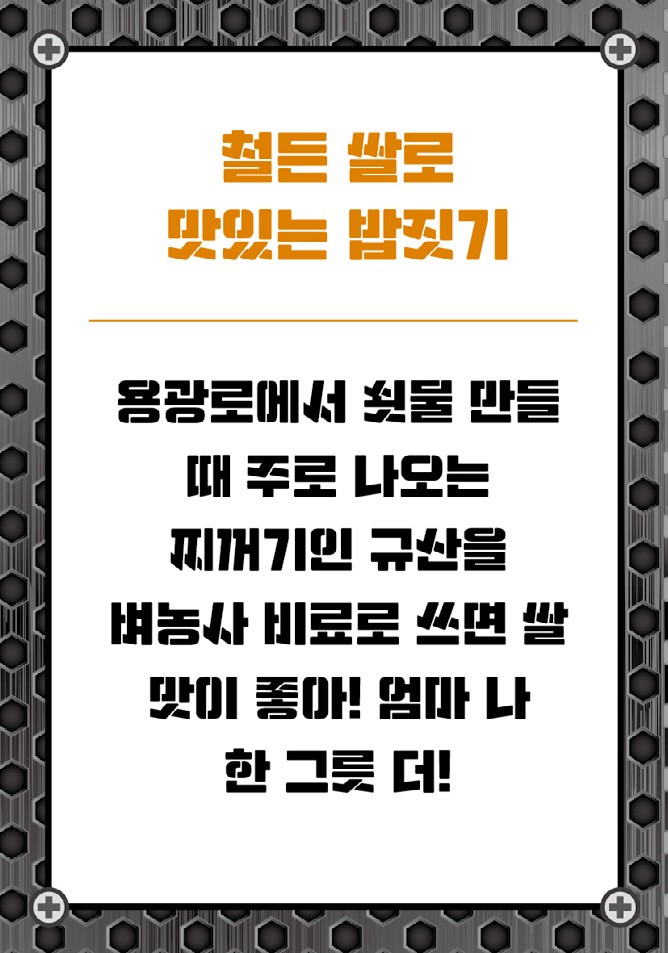 철든 쌀로
맛있는 밥짓기
용광로에서 쇳물 만들
때 주로 나오는
찌꺼기인 규산을
벼농사 비료로 쓰면 쌀
맛이 좋아! 엄마 나
한 그릇 더!